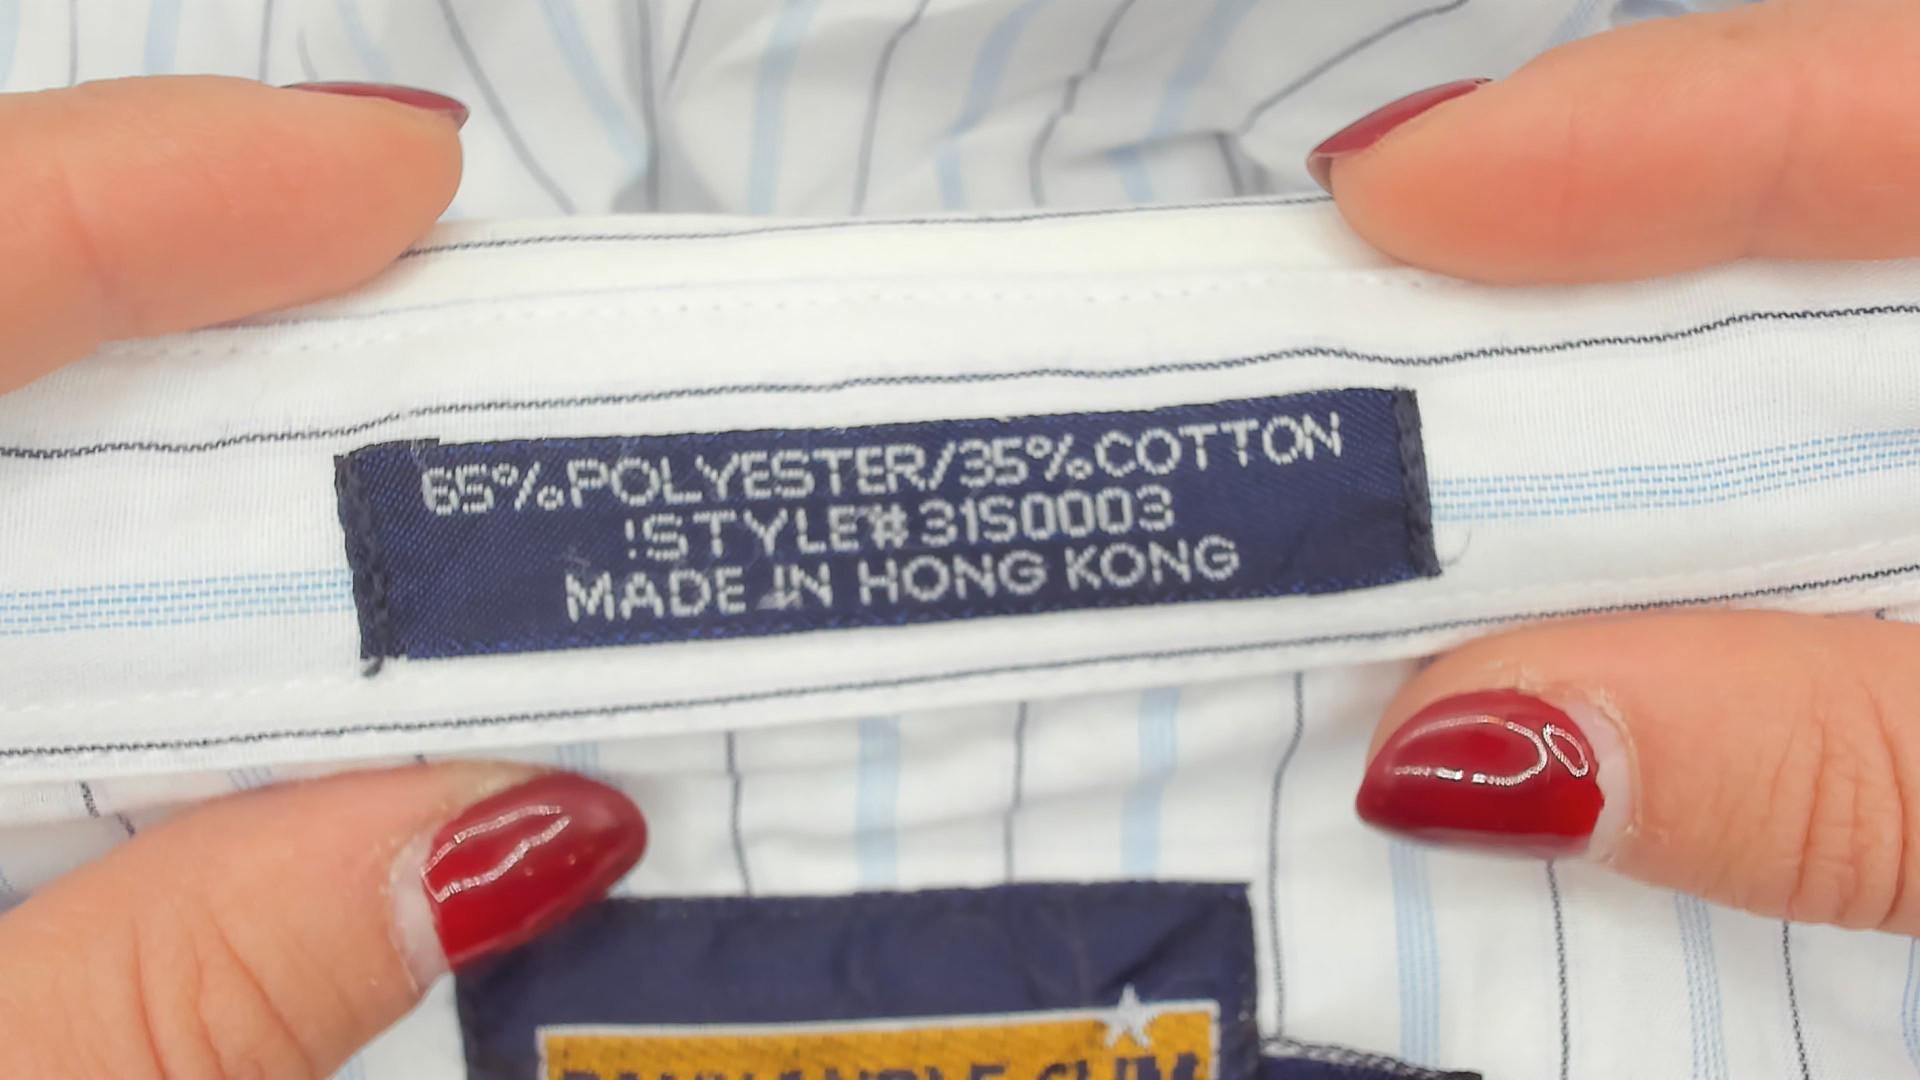 65%POLYESTER/35%COTTON
STYLE# 31S0003
MADE IN HONG KONG